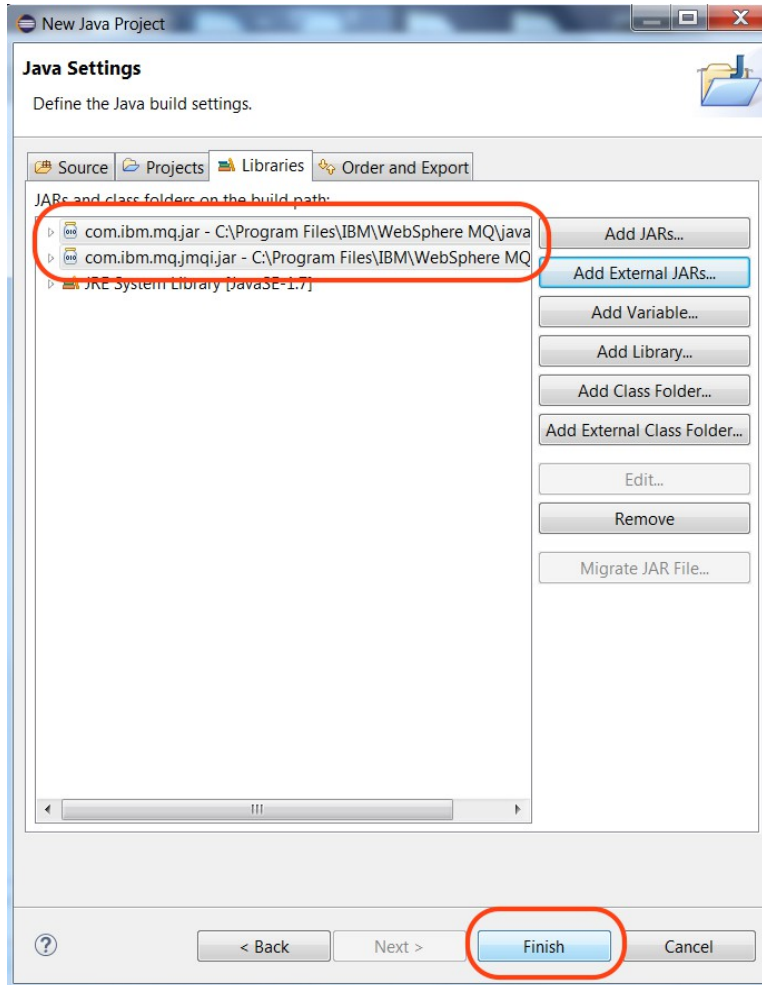 New Java Project
Java Settings
Define the Java build settings.
Source Projects Libraries Order and Export
JARs and class folders on the build path:
com.ibm.mq.jar - C:\Program Files\IBM\WebSphere MQ\java
com.ibm.mq.jmqi.jar - C:\Program Files\IBM\WebSphere MQ
JRE System Library [JavaSE-1.7]
Add JARs...
Add External JARs...
Add Variable...
Add Library...
Add Class Folder...
Add External Class Folder...
Edit...
Remove
Migrate JAR File...
< Back Next > Finish Cancel